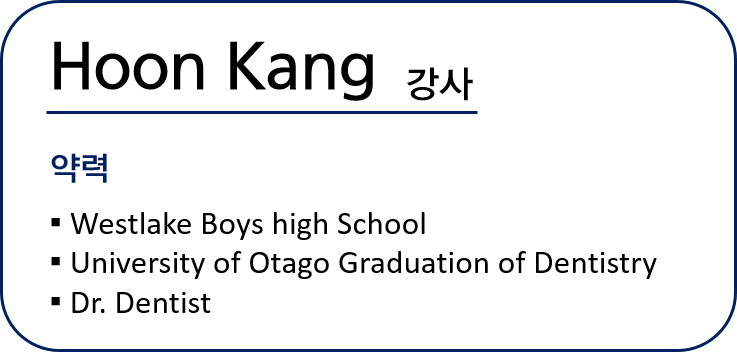 Hoon Kang 강사
약력
▪ Westlake Boys high School
▪ University of Otago Graduation of Dentistry
▪ Dr. Dentist